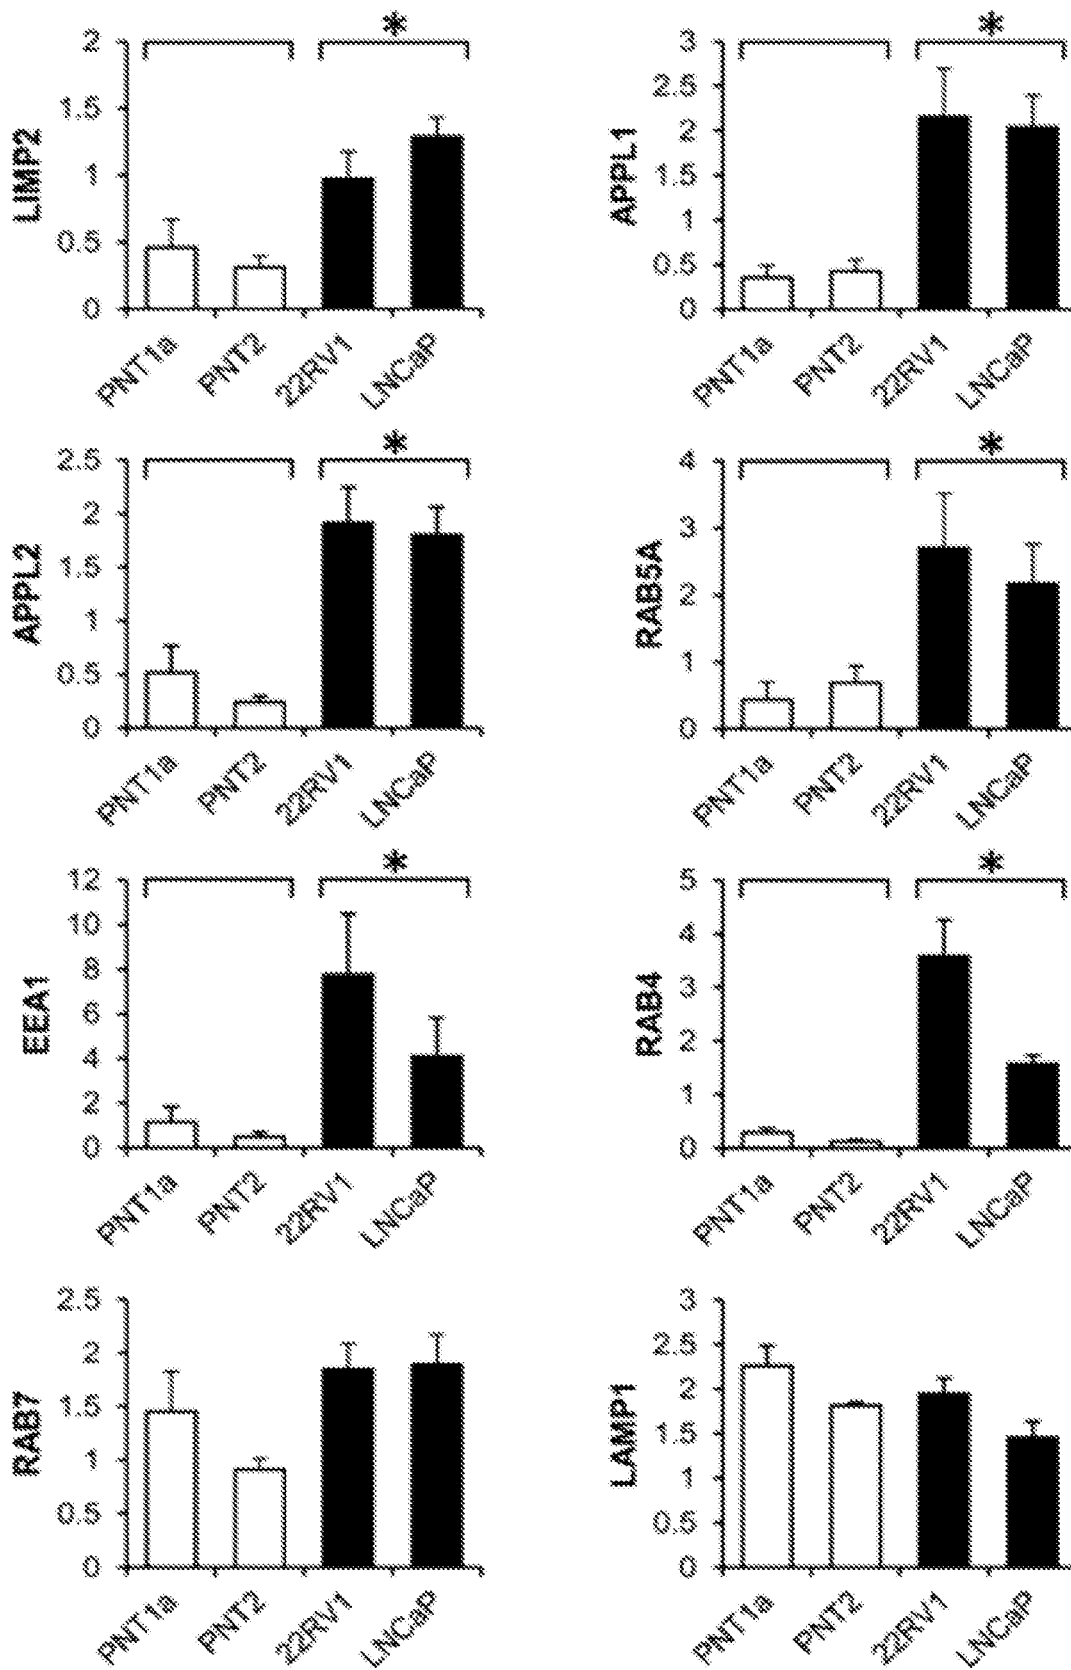 *
2
1.5
1
0.5
0
LIMP2
PNT1a
PNT2
22RV1
LNCaP
*
3
2.5
2
1.5
1
0.5
0
APPL1
PNT1a
PNT2
22RV1
LNCaP
*
2.5
2
1.5
1
0.5
0
APPL2
PNT1a
PNT2
22RV1
LNCaP
*
4
3
2
1
0
RAB5A
PNT1a
PNT2
22RV1
LNCaP
*
12
10
8
6
4
2
0
EEA1
PNT1a
PNT2
22RV1
LNCaP
*
5
4
3
2
1
0
RAB4
PNT1a
PNT2
22RV1
LNCaP
2.5
2
1.5
1
0.5
0
RAB7
PNT1a
PNT2
22RV1
LNCaP
3
2.5
2
1.5
1
0.5
0
LAMP1
PNT1a
PNT2
22RV1
LNCaP